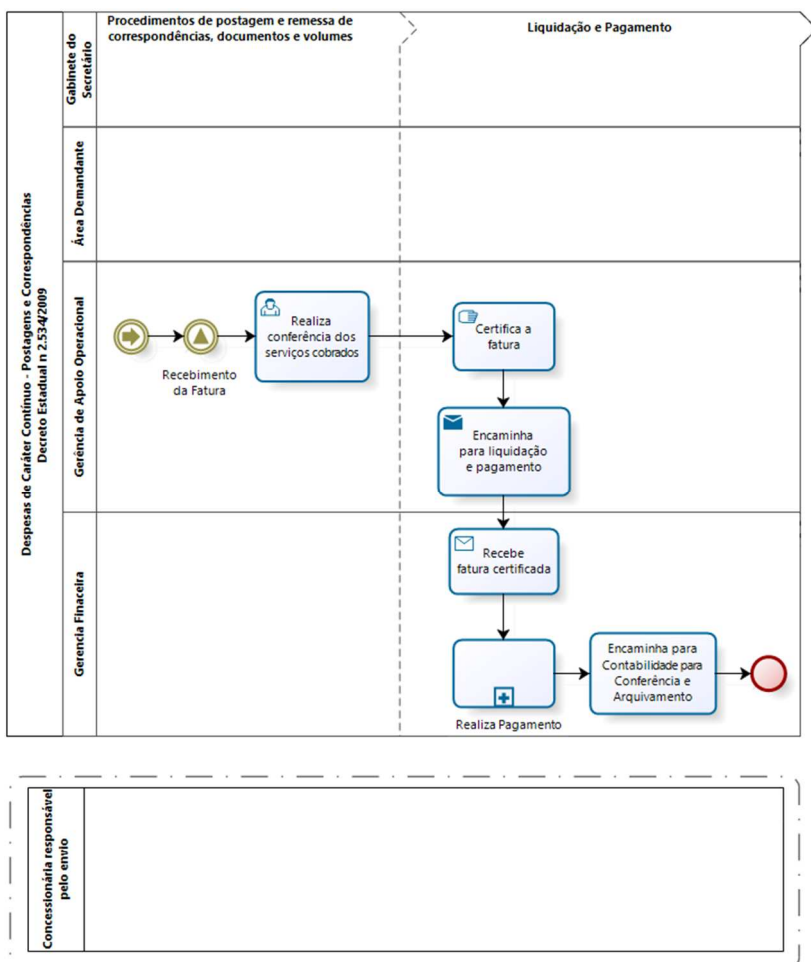 Procedimentos de postagem e remessa de
correspondências, documentos e volumes
Liquidação e Pagamento
Despesas de Caráter Contínuo - Postagens e Correspondências
Decreto Estadual n 2.534/2009
Gabinete do
Secretário
Área Demandante
Gerência de Apoio Operacional
Recebimento
da Fatura
Realiza
conferência dos
serviços cobrados
Certifica a
fatura
Encaminha
para liquidação
e pagamento
Gerencia Finaceira
Recebe
fatura certificada
Realiza Pagamento
Encaminha para
Contabilidade para
Conferência e
Arquivamento
Concessionária responsável
pelo envio